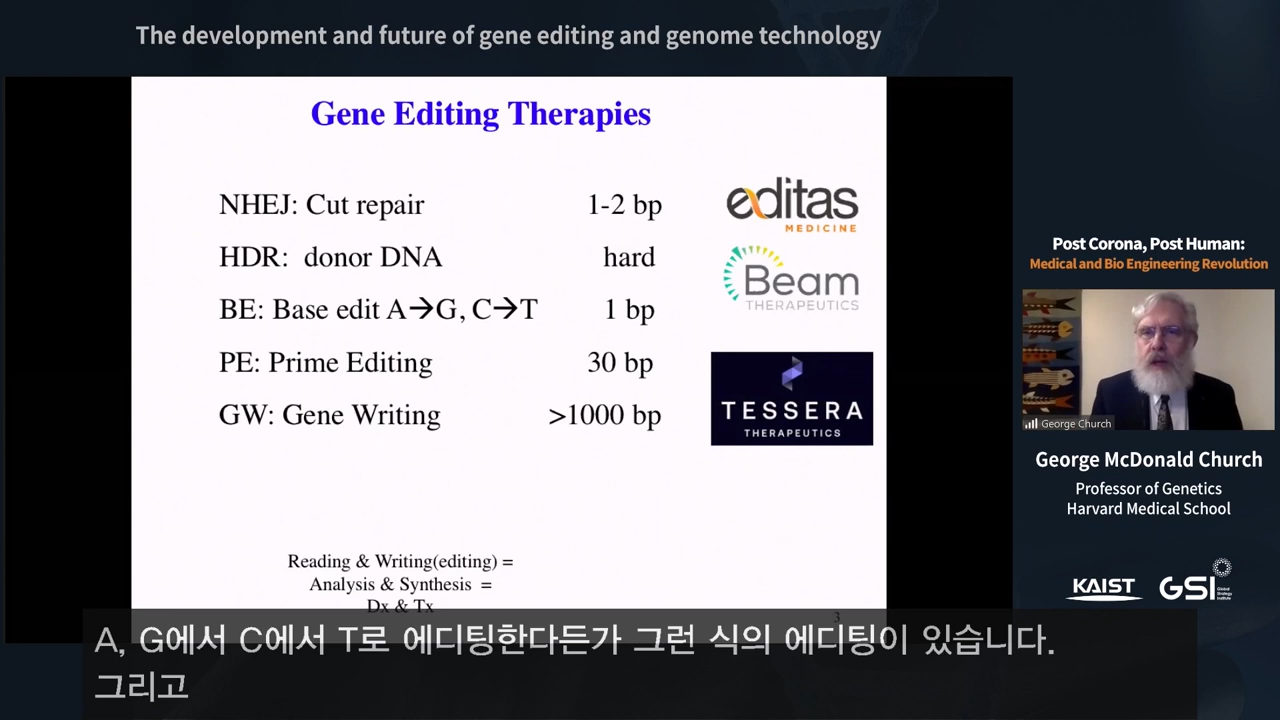 The development and future of gene editing and genome technology
Gene Editing Therapies
NHEJ: Cut repair 1-2 bp
HDR: donor DNA hard
BE: Base edit A→G, C→T 1 bp
PE: Prime Editing 30 bp
GW: Gene Writing >1000 bp
editas
MEDICINE
Beam
THERAPEUTICS
TESSERA
THERAPEUTICS
Reading & Writing(editing) =
Analysis & Synthesis =
Dx & Tx
3
Post Corona, Post Human:
Medical and Bio Engineering Revolution
George Church
George McDonald Church
Professor of Genetics
Harvard Medical School
KAIST GSI Global Strategy Institute
A, G에서 C에서 T로 에디팅한다든가 그런 식의 에디팅이 있습니다.
그리고